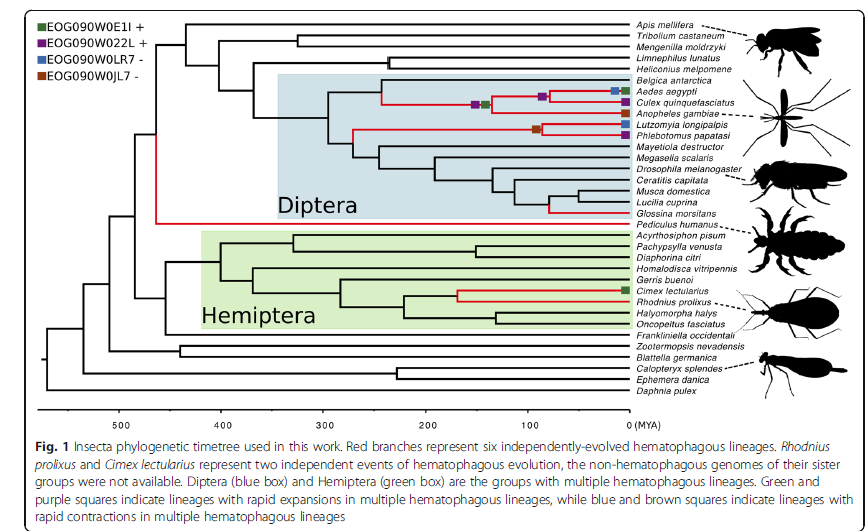 EOG090W0E1I +
EOG090W022L +
EOG090W0LR7 -
EOG090W0JL7 -
Apis mellifera
Tribolium castaneum
Mengenilla moldrzyki
Limnephilus lunatus
Heliconius melpomene
Belgica antarctica
Aedes aegypti
Culex quinquefasciatus
Anopheles gambiae
Lutzomyia longipalpis
Phlebotomus papatasi
Mayetiola destructor
Megaselia scalaris
Drosophila melanogaster
Ceratitis capitata
Musca domestica
Lucilia cuprina
Glossina morsitans
Diptera
Pediculus humanus
Acyrthosiphon pisum
Pachypsylla venusta
Diaphorina citri
Homalodisca vitripennis
Gerris buenoi
Cimex lectularius
Rhodnius prolixus
Halyomorpha halys
Oncopeltus fasciatus
Hemiptera
Frankliniella occidentali
Zootermopsis nevadensis
Blattella germanica
Calopteryx splendes
Ephemera danica
Daphnia pulex
500 400 300 200 100 0 (MYA)
Fig. 1 Insecta phylogenetic timetree used in this work. Red branches represent six independently-evolved hematophagous lineages. Rhodnius
prolixus and Cimex lectularius represent two independent events of hematophagous evolution, the non-hematophagous genomes of their sister
groups were not available. Diptera (blue box) and Hemiptera (green box) are the groups with multiple hematophagous lineages. Green and
purple squares indicate lineages with rapid expansions in multiple hematophagous lineages, while blue and brown squares indicate lineages with
rapid contractions in multiple hematophagous lineages